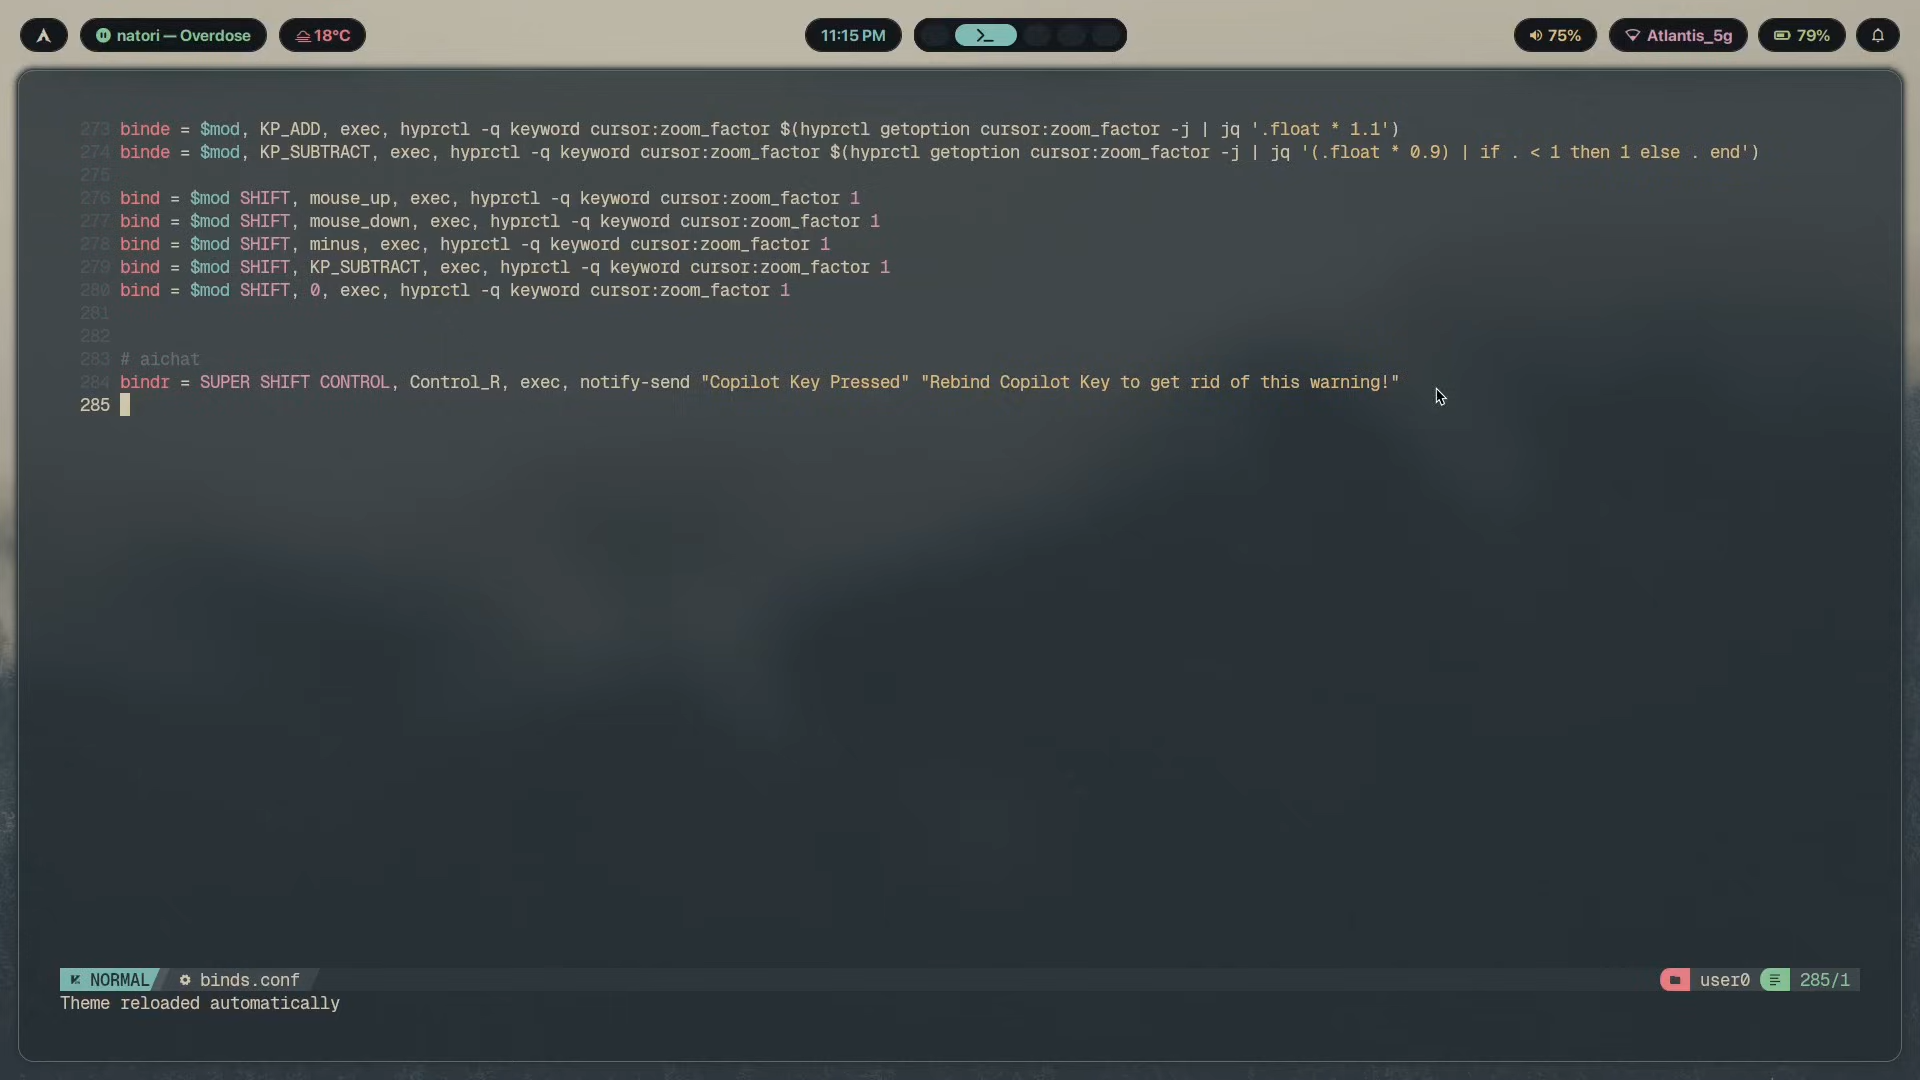 natori — Overdose
18°C
11:15 PM
75%
Atlantis_5g
79%
273 binde = $mod, KP_ADD, exec, hyprctl -q keyword cursor:zoom_factor $(hyprctl getoption cursor:zoom_factor -j | jq '.float * 1.1')
274 binde = $mod, KP_SUBTRACT, exec, hyprctl -q keyword cursor:zoom_factor $(hyprctl getoption cursor:zoom_factor -j | jq '(.float * 0.9) | if . < 1 then 1 else . end')
275
276 bind = $mod SHIFT, mouse_up, exec, hyprctl -q keyword cursor:zoom_factor 1
277 bind = $mod SHIFT, mouse_down, exec, hyprctl -q keyword cursor:zoom_factor 1
278 bind = $mod SHIFT, minus, exec, hyprctl -q keyword cursor:zoom_factor 1
279 bind = $mod SHIFT, KP_SUBTRACT, exec, hyprctl -q keyword cursor:zoom_factor 1
280 bind = $mod SHIFT, 0, exec, hyprctl -q keyword cursor:zoom_factor 1
281
282
283 # aichat
284 bindr = SUPER SHIFT CONTROL, Control_R, exec, notify-send "Copilot Key Pressed" "Rebind Copilot Key to get rid of this warning!"
285
NORMAL binds.conf
user0 285/1
Theme reloaded automatically